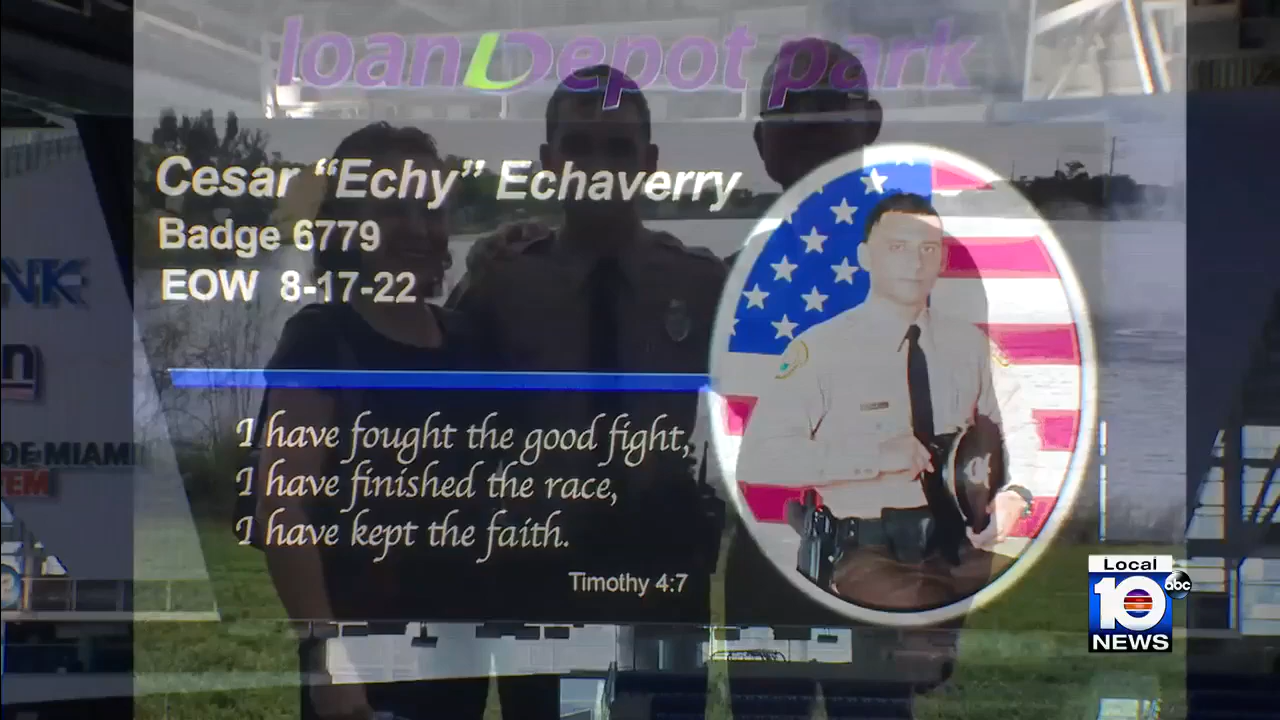 loanDepot park
Cesar “Echy” Echaverry
Badge 6779
EOW 8-17-22
I have fought the good fight,
I have finished the race,
I have kept the faith.
Timothy 4:7
OF MIAMI
Local
10
abc
NEWS